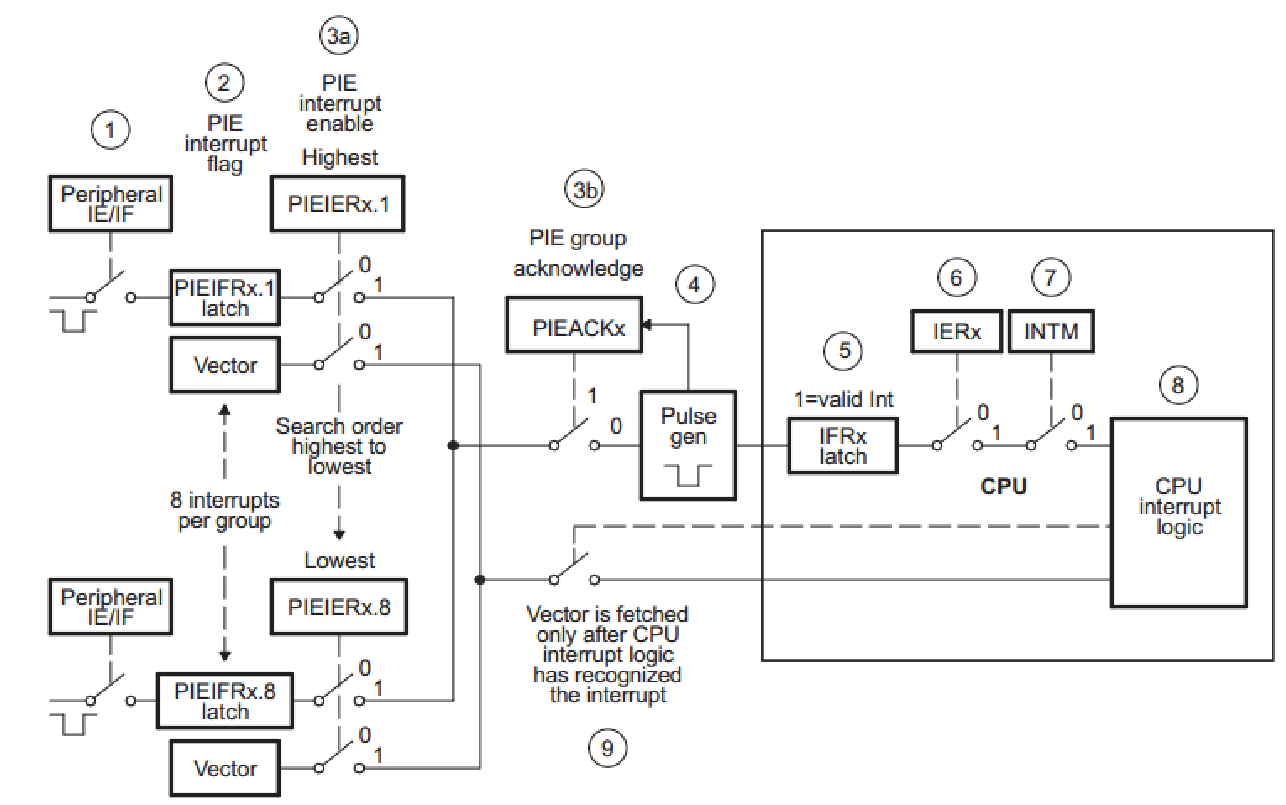 1
2
PIE
interrupt
flag
3a
PIE
interrupt
enable
Highest
Peripheral
IE/IF
PIEIERx.1
0
1
PIEIFRx.1
latch
Vector
0
1
Search order
highest to
lowest
8 interrupts
per group
Lowest
Peripheral
IE/IF
PIEIERx.8
0
1
PIEIFRx.8
latch
Vector
0
1
3b
PIE group
acknowledge
PIEACKx
1
0
4
Pulse
gen
5
1=valid Int
IFRx
latch
6
IERx
0
1
7
INTM
0
1
CPU
8
CPU
interrupt
logic
Vector is fetched
only after CPU
interrupt logic
has recognized
the interrupt
9